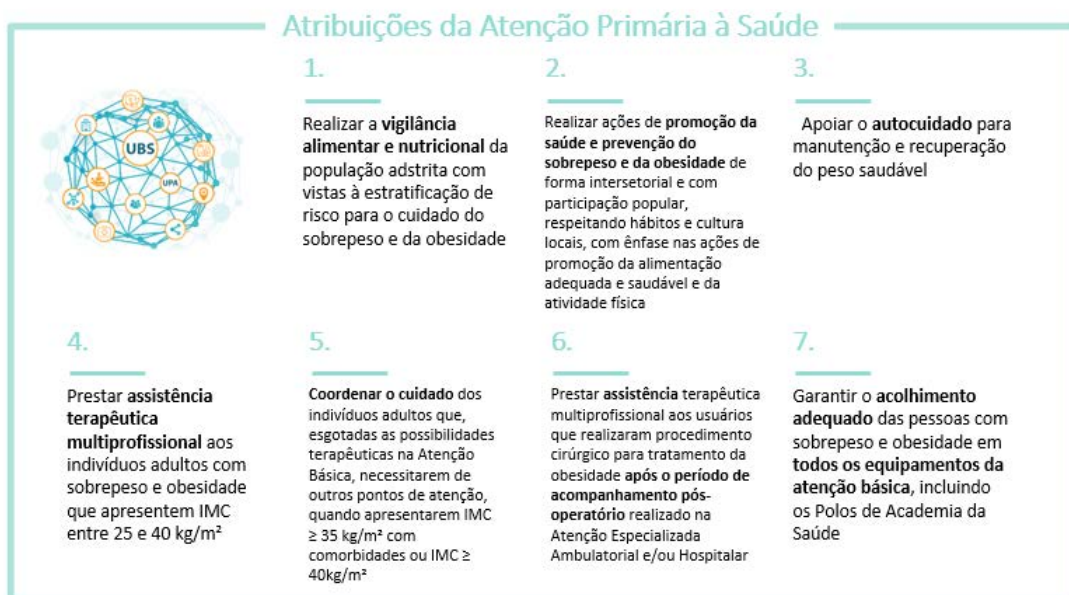 Atribuições da Atenção Primária à Saúde
UBS
UPA
1.
Realizar a vigilância
alimentar e nutricional da
população adstrita com
vistas à estratificação de
risco para o cuidado do
sobrepeso e da obesidade
2.
Realizar ações de promoção da
saúde e prevenção do
sobrepeso e da obesidade de
forma intersetorial e com
participação popular,
respeitando hábitos e cultura
locais, com ênfase nas ações de
promoção da alimentação
adequada e saudável e da
atividade física
3.
Apoiar o autocuidado para
manutenção e recuperação
do peso saudável
4.
Prestar assistência
terapêutica
multiprofissional aos
indivíduos adultos com
sobrepeso e obesidade
que apresentem IMC
entre 25 e 40 kg/m²
5.
Coordenar o cuidado dos
indivíduos adultos que,
esgotadas as possibilidades
terapêuticas na Atenção
Básica, necessitarem de
outros pontos de atenção,
quando apresentarem IMC
≥ 35 kg/m² com
comorbidades ou IMC ≥
40kg/m²
6.
Prestar assistência terapêutica
multiprofissional aos usuários
que realizaram procedimento
cirúrgico para tratamento da
obesidade após o período de
acompanhamento pós-
operatório realizado na
Atenção Especializada
Ambulatorial e/ou Hospitalar
7.
Garantir o acolhimento
adequado das pessoas com
sobrepeso e obesidade em
todos os equipamentos da
atenção básica, incluindo
os Polos de Academia da
Saúde